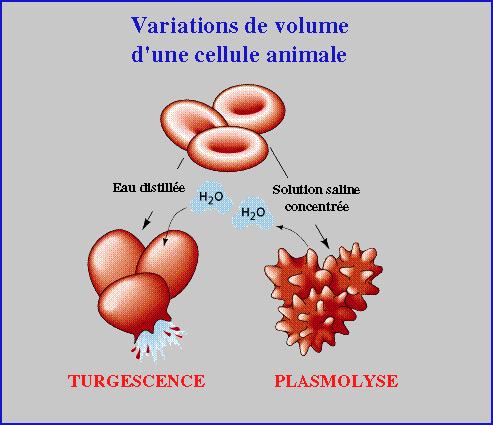 Variations de volume
d'une cellule animale
Eau distillée
H2O
H2O
Solution saline
concentrée
TURGESCENCE
PLASMOLYSE